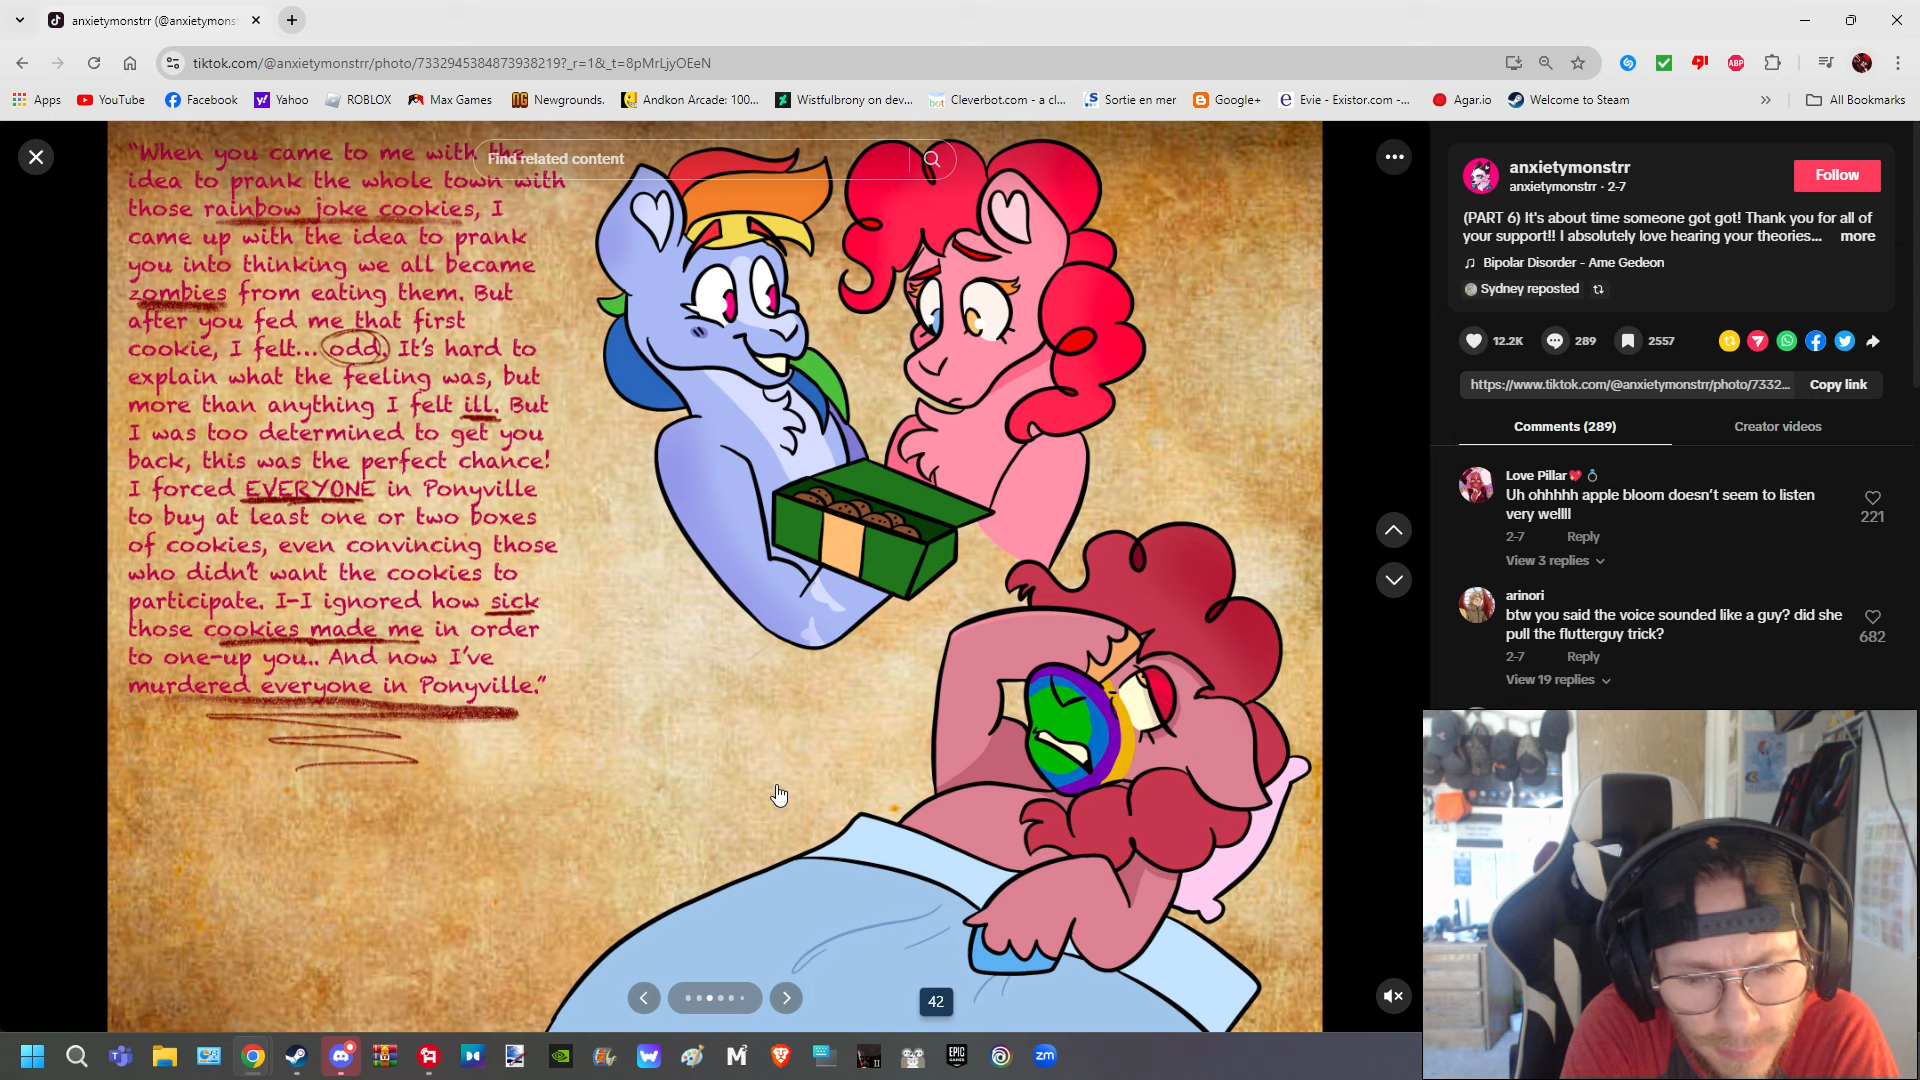 anxietymonstrr (@anxietymonst
tiktok.com/@anxietymonstrr/photo/7332945384873938219?_r=1&_t=8pMrLjyOEeN
Apps
YouTube
Facebook
Yahoo
ROBLOX
Max Games
Newgrounds.
Andkon Arcade: 100...
Wistfulbrony on dev...
Cleverbot.com - a cl...
Sortie en mer
Google+
Evie - Existor.com -...
Agar.io
Welcome to Steam
All Bookmarks
Find related content
"When you came to me with the
idea to prank the whole town with
those rainbow joke cookies, I
came up with the idea to prank
you into thinking we all became
zombies from eating them. But
after you fed me that first
cookie, I felt... odd. It's hard to
explain what the feeling was, but
more than anything I felt ill. But
I was too determined to get you
back, this was the perfect chance!
I forced EVERYONE in Ponyville
to buy at least one or two boxes
of cookies, even convincing those
who didn't want the cookies to
participate. I-I ignored how sick
those cookies made me in order
to one-up you.. And now I've
murdered everyone in Ponyville."
42
anxietymonstrr
anxietymonstrr · 2-7
Follow
(PART 6) It's about time someone got got! Thank you for all of
your support!! I absolutely love hearing your theories... more
Bipolar Disorder - Ame Gedeon
Sydney reposted
12.2K
289
2557
https://www.tiktok.com/@anxietymonstrr/photo/7332...
Copy link
Comments (289)
Creator videos
Love Pillar
Uh ohhhhh apple bloom doesn't seem to listen
very wellll
221
2-7
Reply
View 3 replies
arinori
btw you said the voice sounded like a guy? did she
pull the flutterguy trick?
682
2-7
Reply
View 19 replies
ABP
EPIC
GAMES
zm